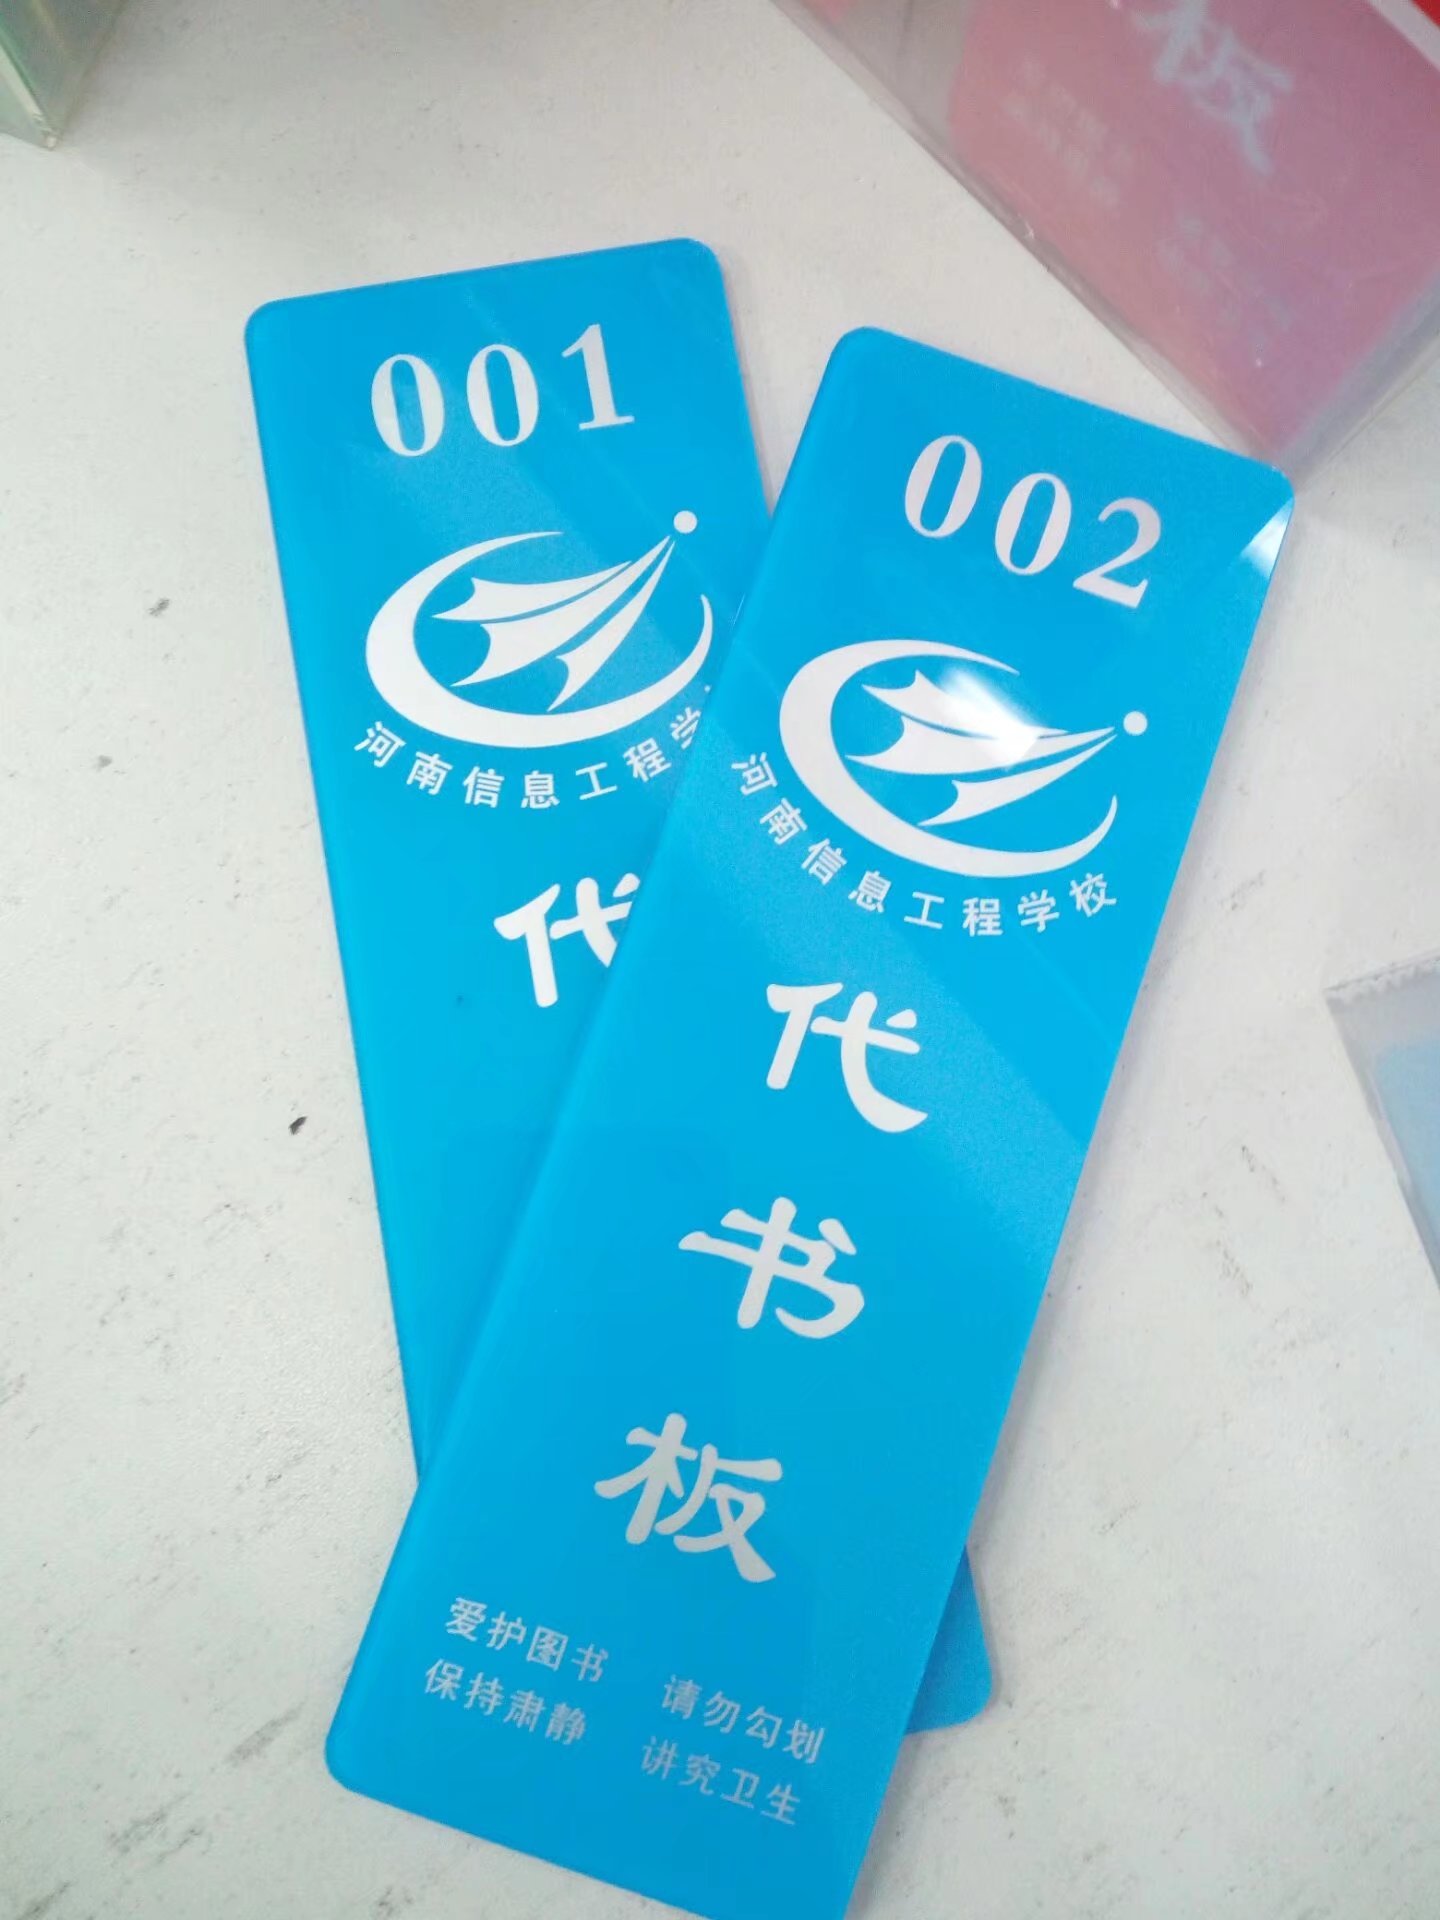 001
河南信息工程学
代
002
河南信息工程学校
代
书
板
爱护图书 请勿勾划
保持肃静 讲究卫生
板